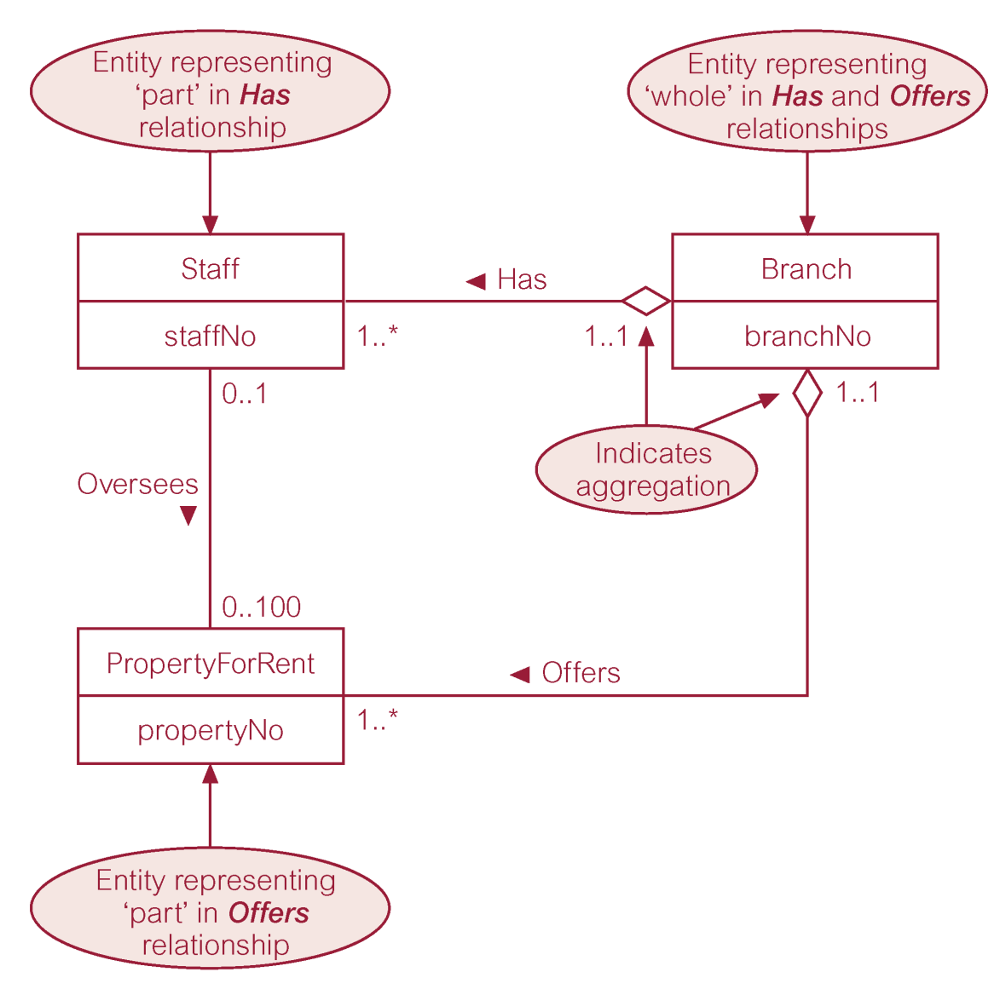 Entity representing
‘part’ in Has
relationship
Entity representing
‘whole’ in Has and Offers
relationships
Staff
staffNo
◄ Has
1..*
1..1
Branch
branchNo
0..1
1..1
Indicates
aggregation
Oversees
▼
0..100
PropertyForRent
propertyNo
◄ Offers
1..*
Entity representing
‘part’ in Offers
relationship